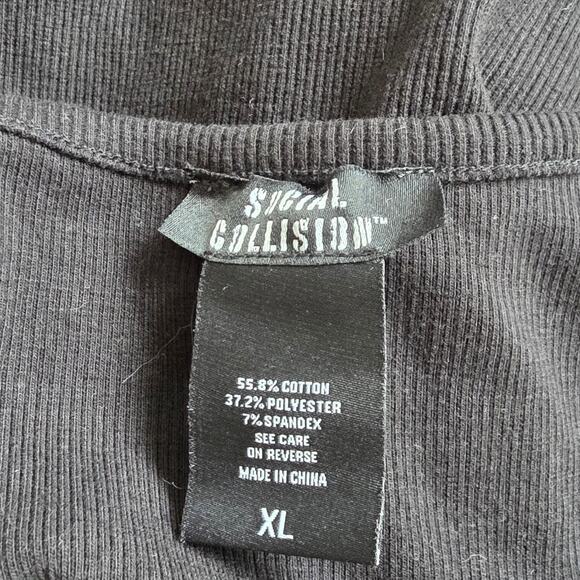 SOCIAL
COLLISION™
55.8% COTTON
37.2% POLYESTER
7% SPANDEX
SEE CARE
ON REVERSE
MADE IN CHINA
XL